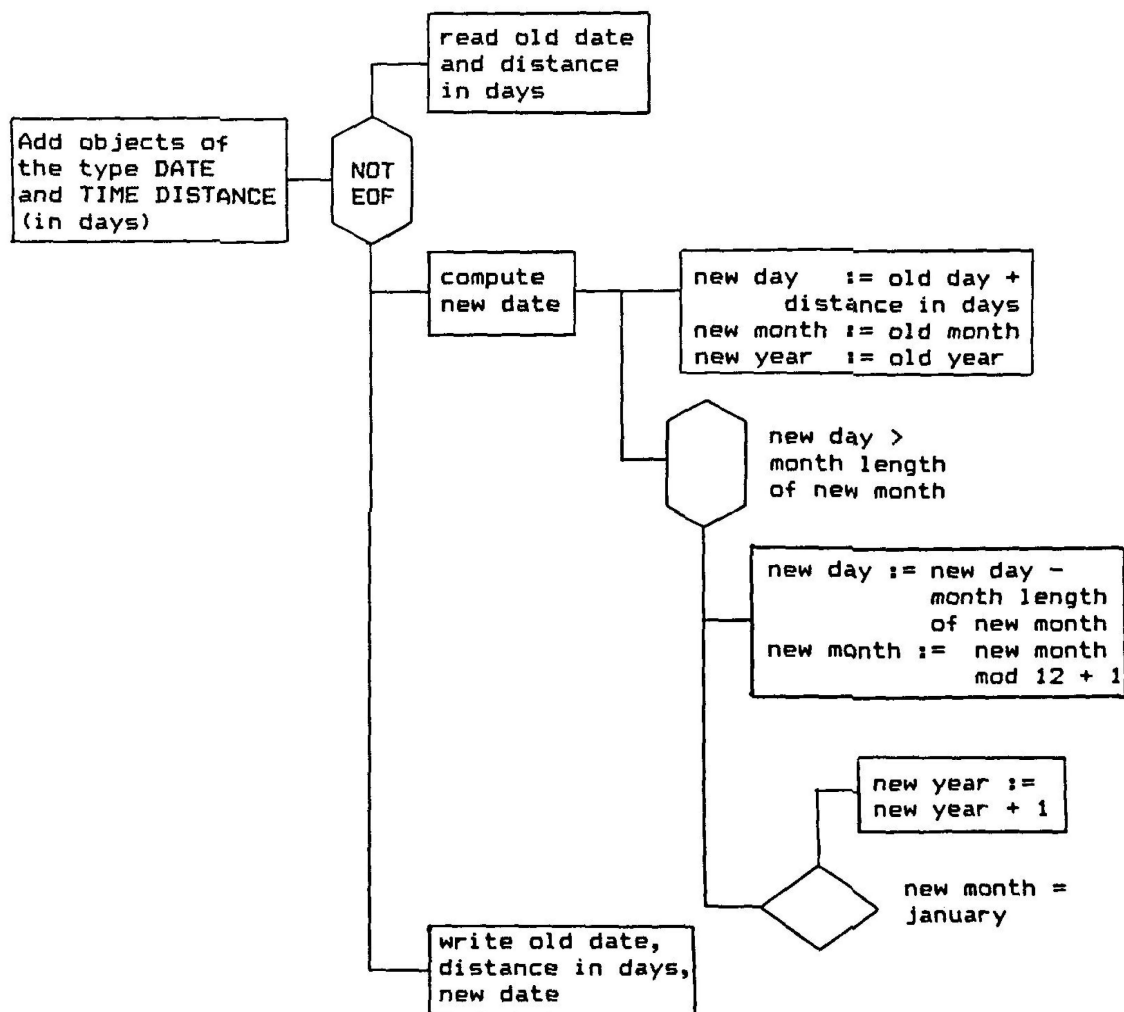 read old date
and distance
in days
Add objects of
the type DATE
and TIME DISTANCE
(in days)
NOT
EOF
compute
new date
new day := old day +
distance in days
new month := old month
new year := old year
new day >
month length
of new month
new day := new day -
month length
of new month
new month := new month
mod 12 + 1
new year :=
new year + 1
new month =
january
write old date,
distance in days,
new date